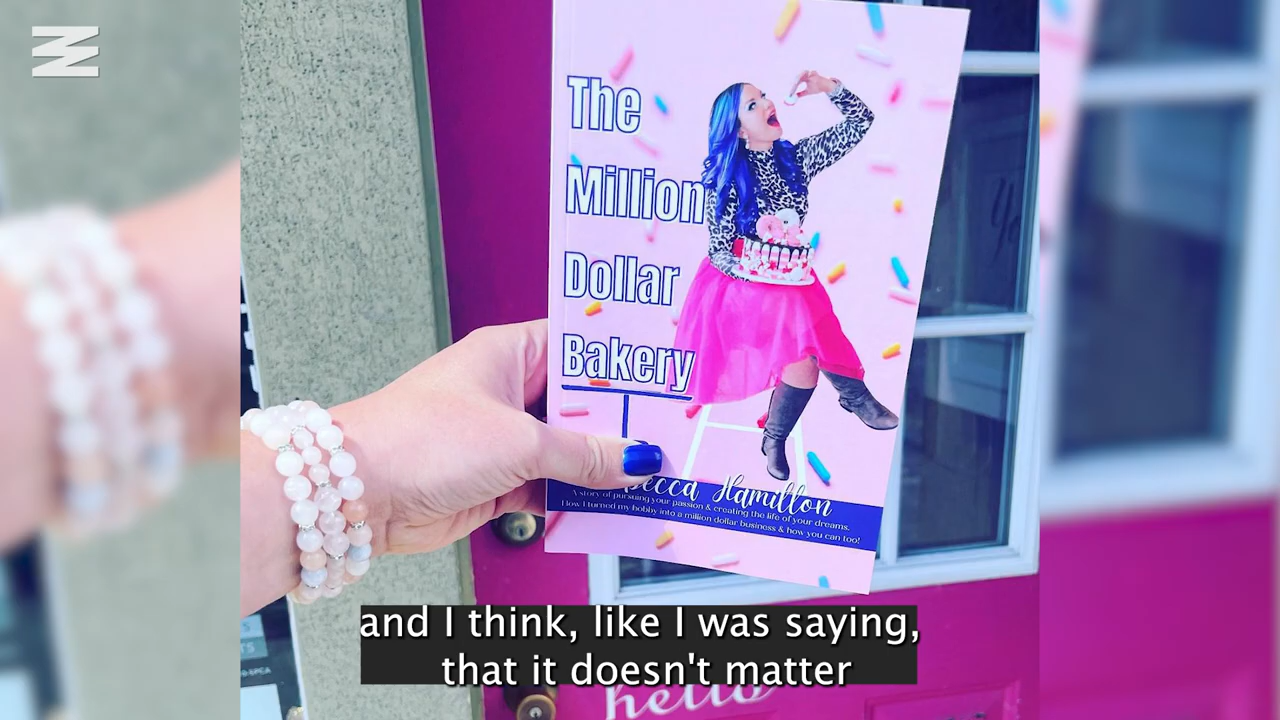 The
Million
Dollar
Bakery
Hamilton
A story of pursuing your passion & creating the life of your dreams.
How I turned my hobby into a million dollar business & how you can too!
and I think, like I was saying,
that it doesn't matter
hello